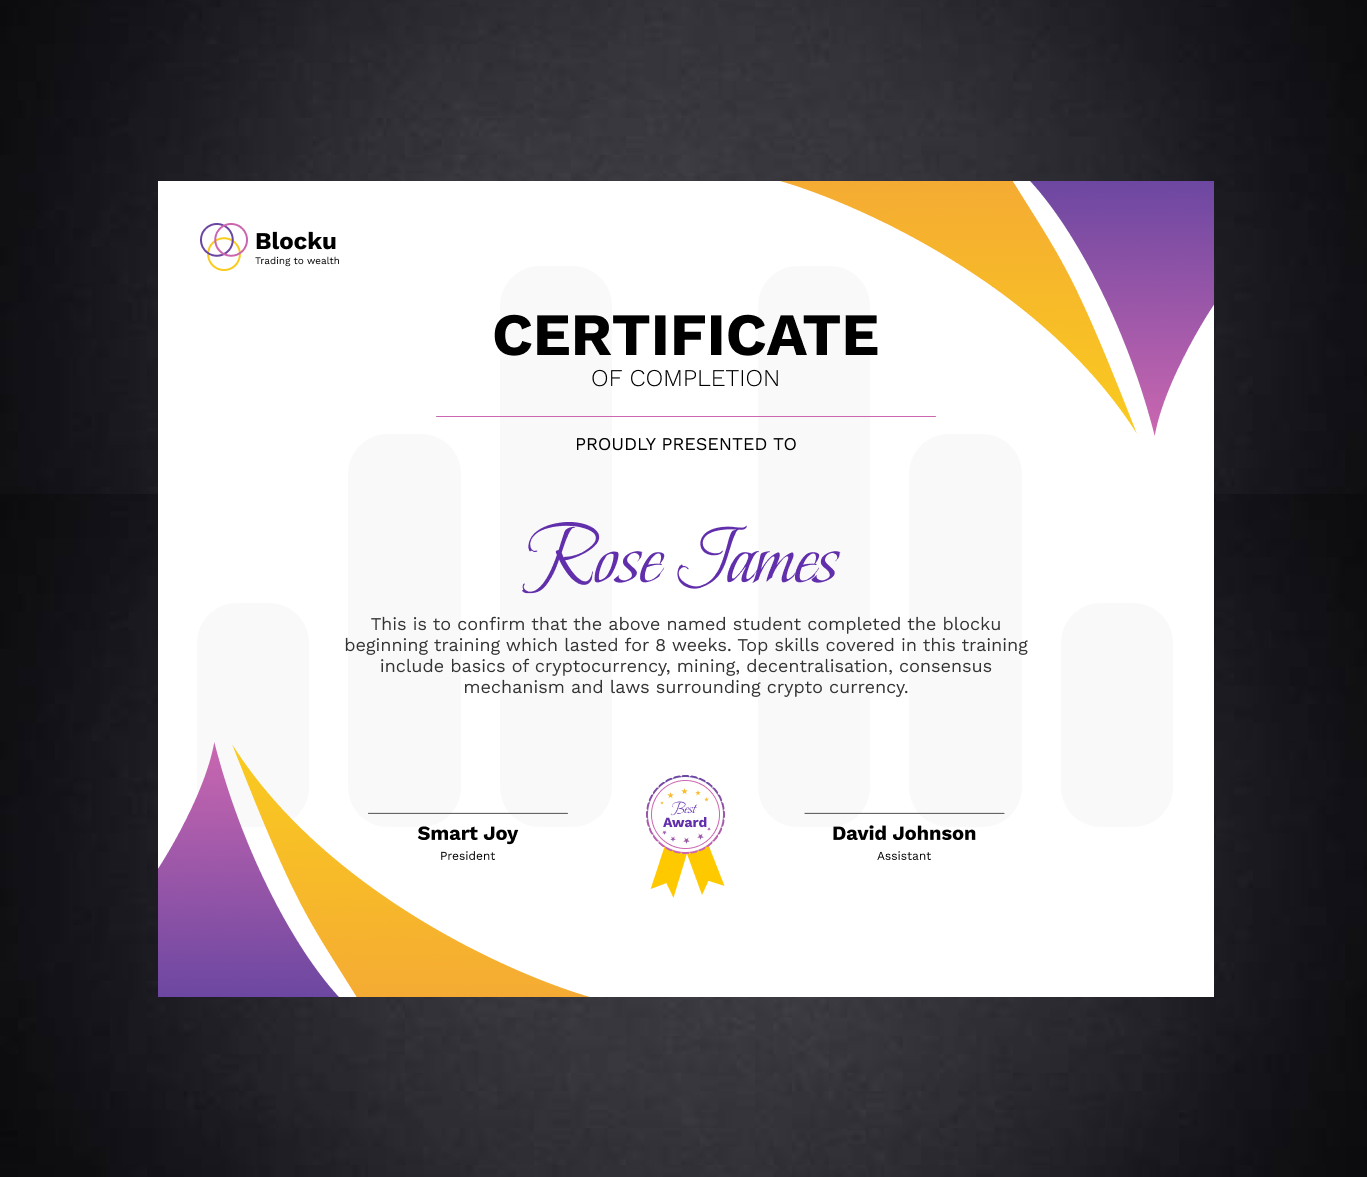 Blocku
Trading to wealth
CERTIFICATE
OF COMPLETION
PROUDLY PRESENTED TO
Rose James
This is to confirm that the above named student completed the blocku
beginning training which lasted for 8 weeks. Top skills covered in this training
include basics of cryptocurrency, mining, decentralisation, consensus
mechanism and laws surrounding crypto currency.
Best
Award
Smart Joy
President
David Johnson
Assistant